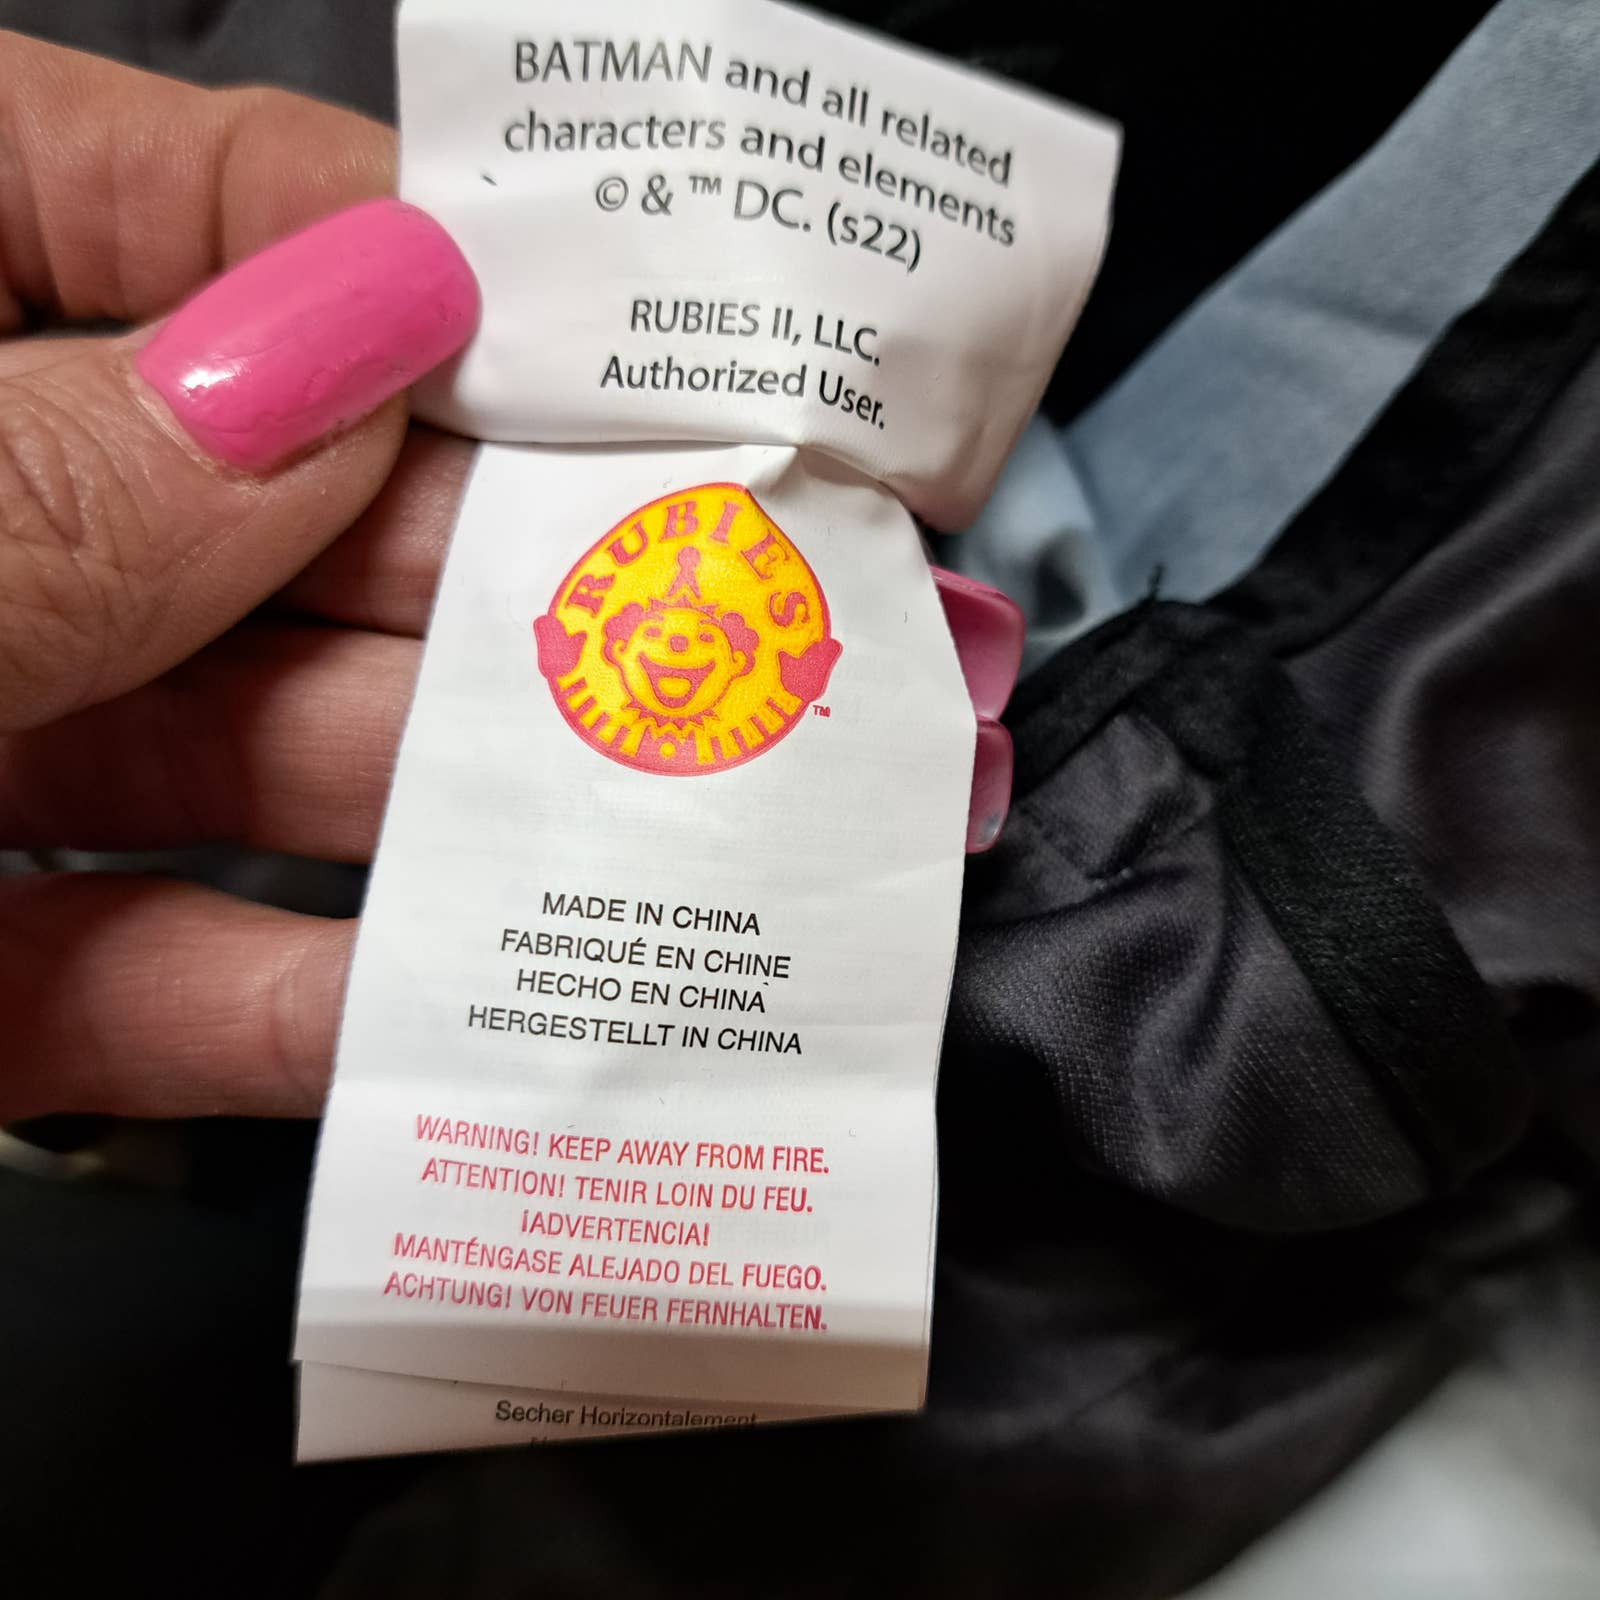 BATMAN and all related
characters and elements
© & ™ DC. (s22)
RUBIES II, LLC.
Authorized User.
RUBIES
™
MADE IN CHINA
FABRIQUÉ EN CHINE
HECHO EN CHINA
HERGESTELLT IN CHINA
WARNING! KEEP AWAY FROM FIRE.
ATTENTION! TENIR LOIN DU FEU.
¡ADVERTENCIA!
MANTÉNGASE ALEJADO DEL FUEGO.
ACHTUNG! VON FEUER FERNHALTEN.
Secher Horizontalement